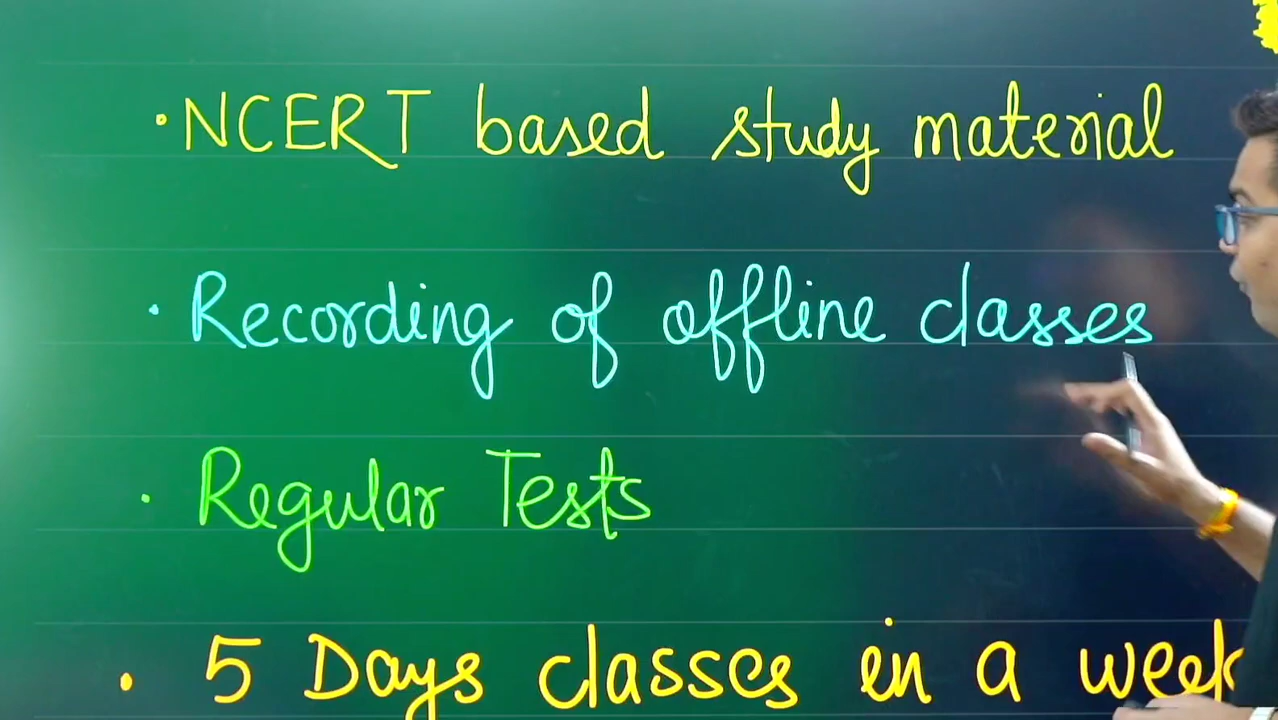 • NCERT based study material
• Recording of offline classes
• Regular Tests
• 5 Days classes in a week